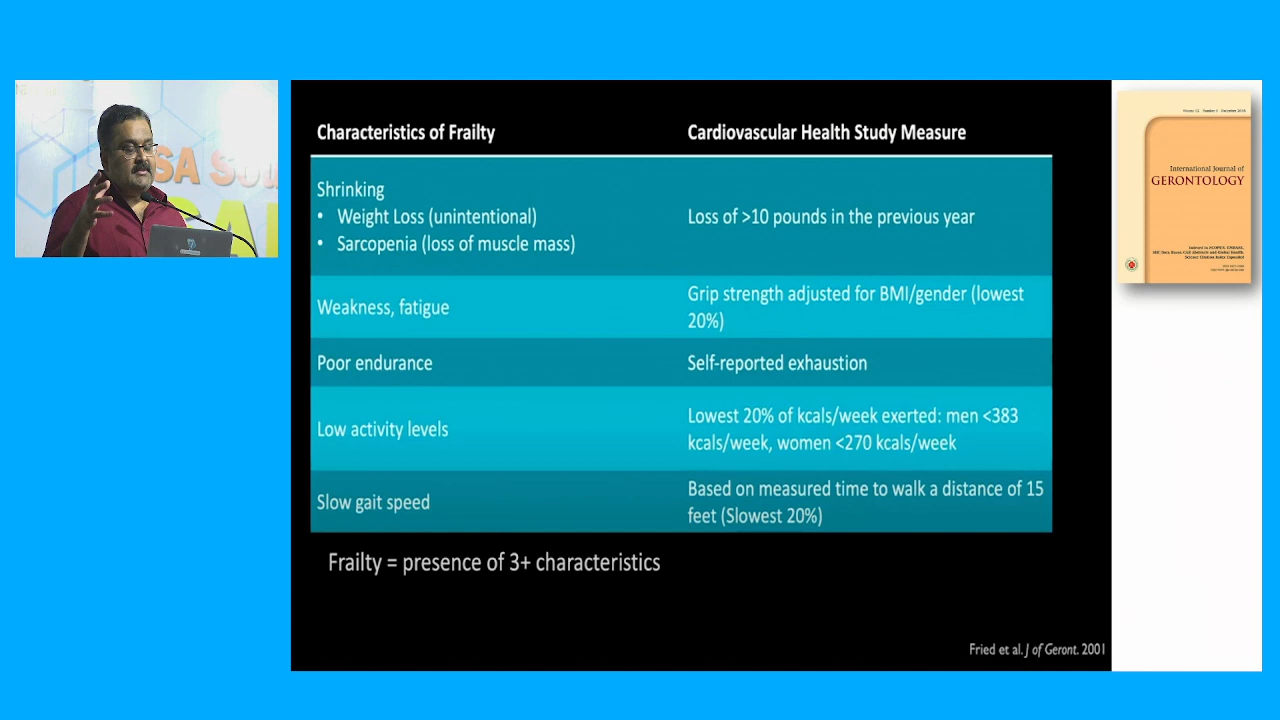 SA Sou
CAL
Characteristics of Frailty
Cardiovascular Health Study Measure
Shrinking
• Weight Loss (unintentional)
• Sarcopenia (loss of muscle mass)
Loss of >10 pounds in the previous year
Weakness, fatigue
Grip strength adjusted for BMI/gender (lowest
20%)
Poor endurance
Self-reported exhaustion
Low activity levels
Lowest 20% of kcals/week exerted: men <383
kcals/week, women <270 kcals/week
Slow gait speed
Based on measured time to walk a distance of 15
feet (Slowest 20%)
Frailty = presence of 3+ characteristics
Fried et al. J of Geront. 2001
International Journal of
GERONTOLOGY